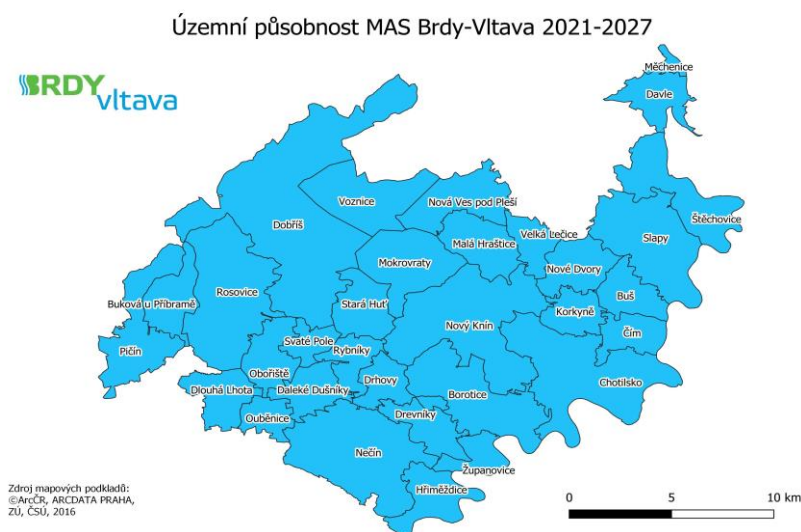 Územní působnost MAS Brdy-Vltava 2021-2027
BRDY
vltava
Měchenice
Davle
Štěchovice
Voznice
Nová Ves pod Pleší
Dobříš
Velká Lečice
Slapy
Malá Hraštice
Mokrovraty
Nové Dvory
Rosovice
Buš
Buková u Příbramě
Stará Huť
Korkyně
Nový Knín
Čím
Svaté Pole
Rybníky
Pičín
Obořiště
Drhovy
Chotilsko
Dlouhá Lhota
Daleké Dušníky
Borotice
Drevníky
Ouběnice
Nečín
Županovice
Hříměždice
Zdroj mapových podkladů:
©ArcČR, ARCDATA PRAHA,
ZÚ, ČSÚ, 2016
0 5 10 km